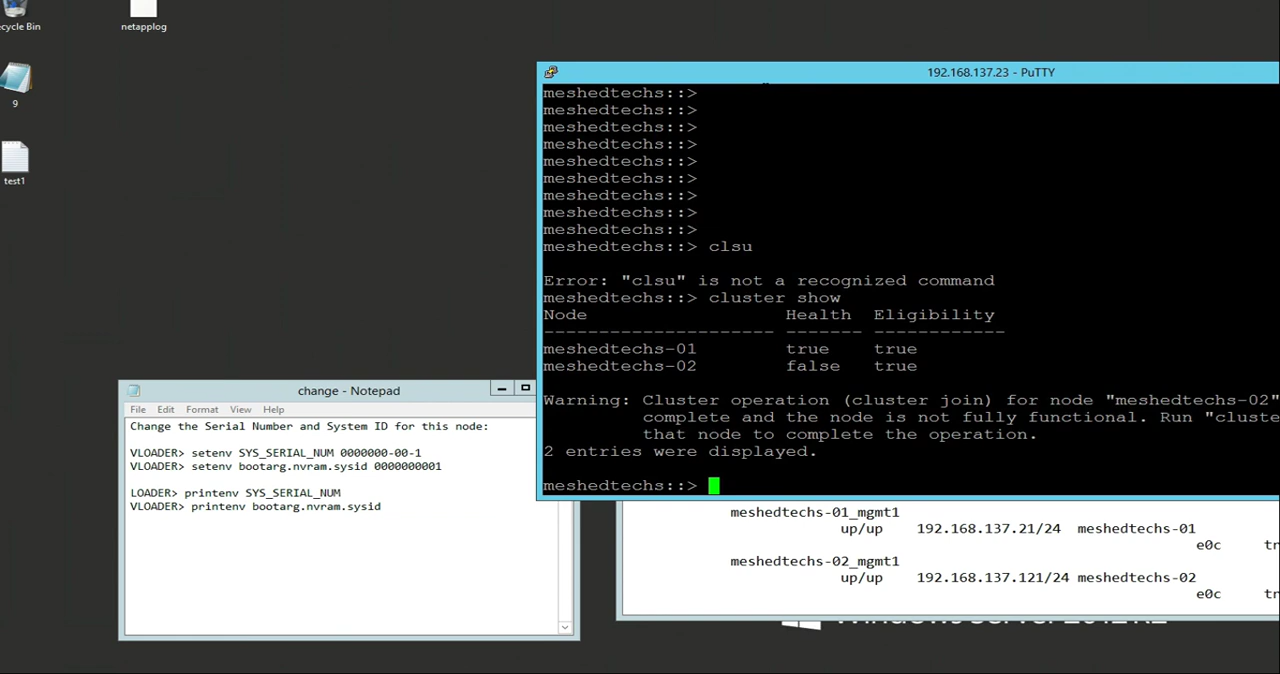 ecycle Bin
netapplog
9
test1
192.168.137.23 - PuTTY
meshedtechs::>
meshedtechs::>
meshedtechs::>
meshedtechs::>
meshedtechs::>
meshedtechs::>
meshedtechs::>
meshedtechs::>
meshedtechs::>
meshedtechs::> clsu
Error: "clsu" is not a recognized command
meshedtechs::> cluster show
Node Health Eligibility
--------------------- ------- ------------
meshedtechs-01 true true
meshedtechs-02 false true
Warning: Cluster operation (cluster join) for node "meshedtechs-02"
complete and the node is not fully functional. Run "cluste
that node to complete the operation.
2 entries were displayed.
meshedtechs::>
change - Notepad
File Edit Format View Help
Change the Serial Number and System ID for this node:
VLOADER> setenv SYS_SERIAL_NUM 0000000-00-1
VLOADER> setenv bootarg.nvram.sysid 0000000001
LOADER> printenv SYS_SERIAL_NUM
VLOADER> printenv bootarg.nvram.sysid
meshedtechs-01_mgmt1
up/up 192.168.137.21/24 meshedtechs-01
e0c tr
meshedtechs-02_mgmt1
up/up 192.168.137.121/24 meshedtechs-02
e0c tr